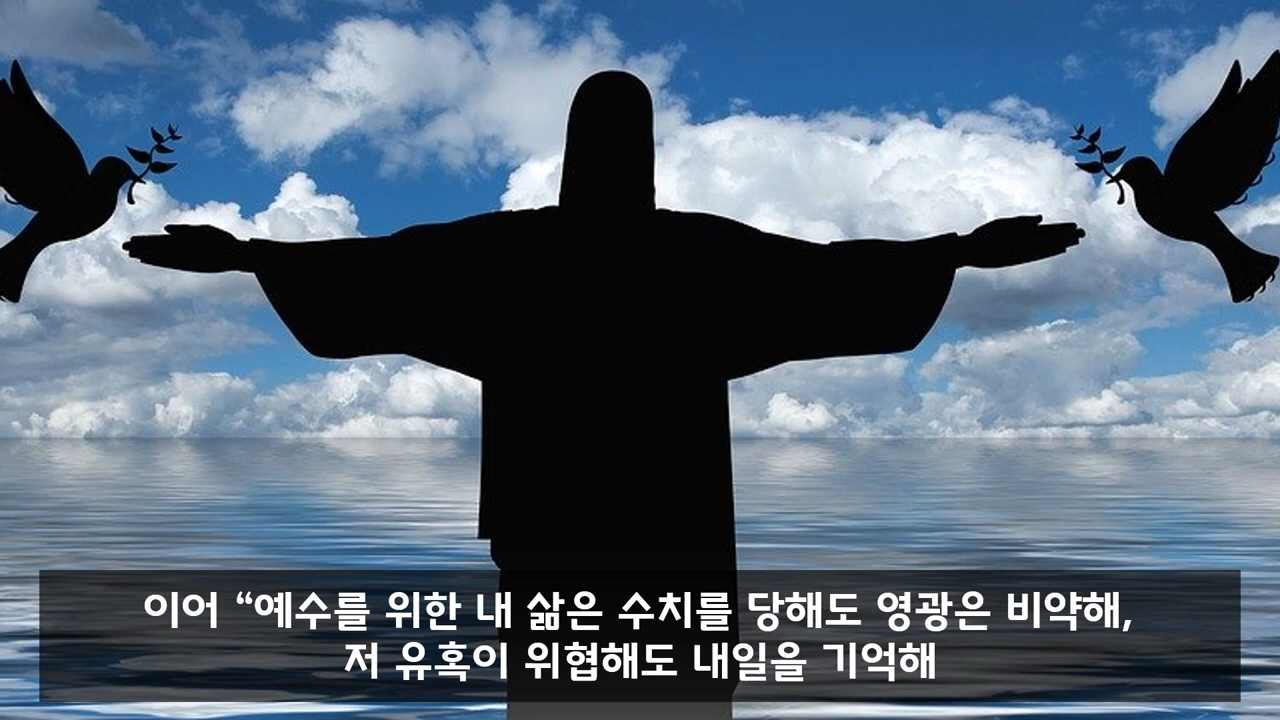 이어 “예수를 위한 내 삶은 수치를 당해도 영광은 비약해,
저 유혹이 위협해도 내일을 기억해